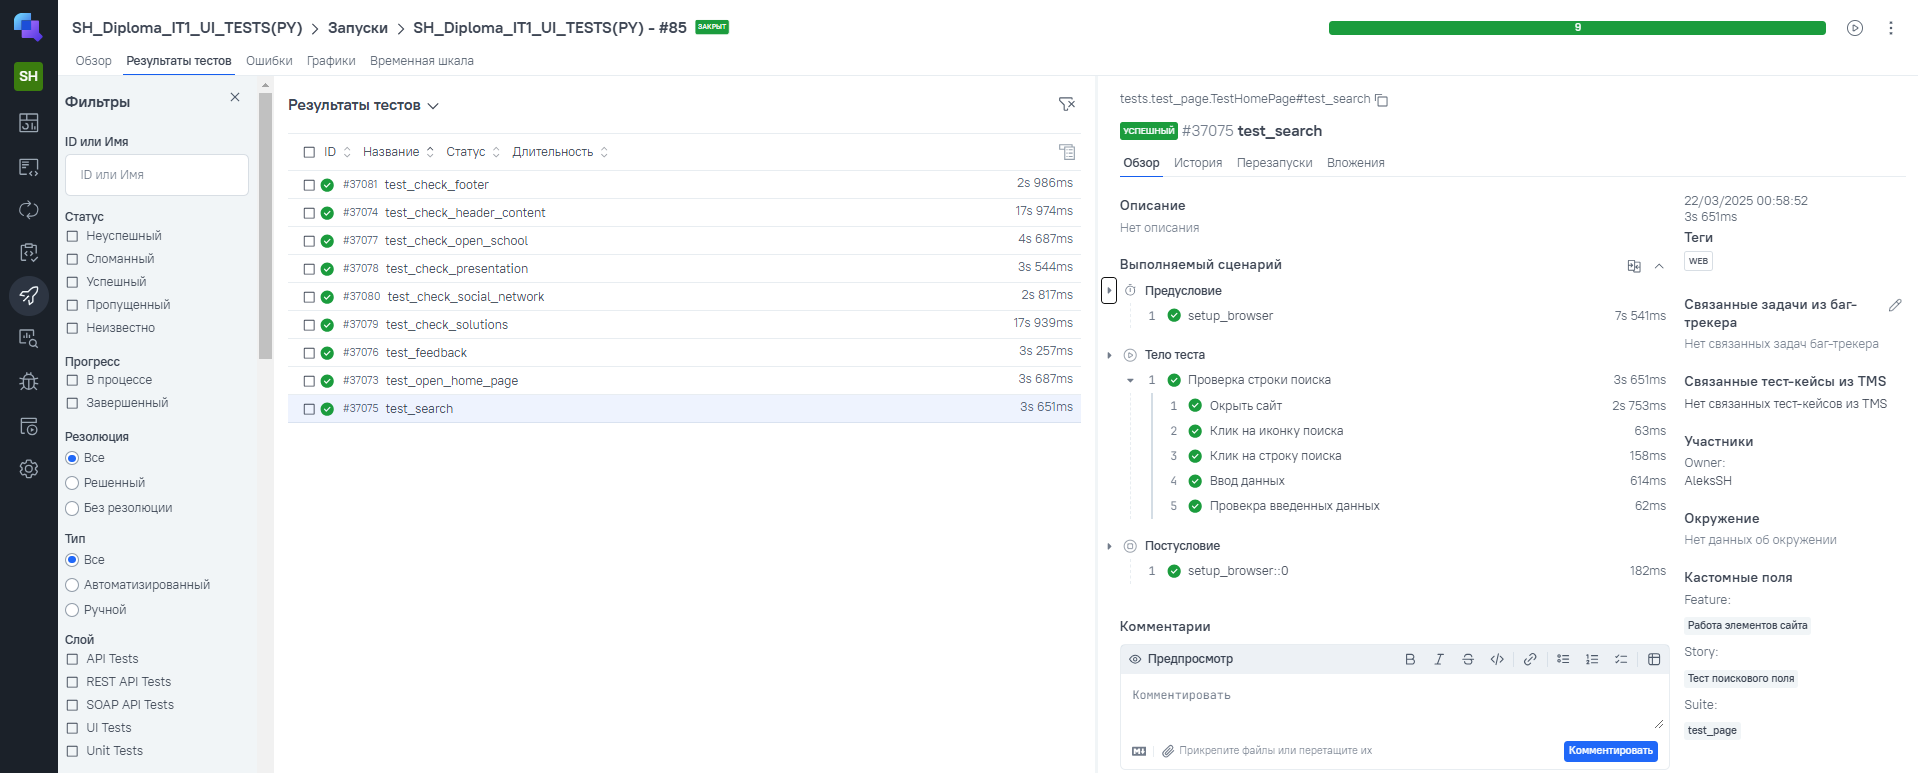 SH_Diploma_IT1_UI_TESTS(PY) > Запуски > SH_Diploma_IT1_UI_TESTS(PY) - #85 ЗАКРЫТ
9
Обзор Результаты тестов Ошибки Графики Временная шкала
SH
Фильтры
ID или Имя
ID или Имя
Статус
Неуспешный
Сломанный
Успешный
Пропущенный
Неизвестно
Прогресс
В процессе
Завершенный
Резолюция
Все
Решенный
Без резолюции
Тип
Все
Автоматизированный
Ручной
Слой
API Tests
REST API Tests
SOAP API Tests
UI Tests
Unit Tests
Результаты тестов
ID Название Статус Длительность
#37081 test_check_footer 2s 986ms
#37074 test_check_header_content 17s 974ms
#37077 test_check_open_school 4s 687ms
#37078 test_check_presentation 3s 544ms
#37080 test_check_social_network 2s 817ms
#37079 test_check_solutions 17s 939ms
#37076 test_feedback 3s 257ms
#37073 test_open_home_page 3s 687ms
#37075 test_search 3s 651ms
tests.test_page.TestHomePage#test_search
УСПЕШНЫЙ #37075 test_search
Обзор История Перезапуски Вложения
Описание
Нет описания
Выполняемый сценарий
Предусловие
1 setup_browser 7s 541ms
Тело теста
1 Проверка строки поиска 3s 651ms
1 Окрыть сайт 2s 753ms
2 Клик на иконку поиска 63ms
3 Клик на строку поиска 158ms
4 Ввод данных 614ms
5 Провекра введенных данных 62ms
Постусловие
1 setup_browser::0 182ms
Комментарии
Предпросмотр
Комментировать
Прикрепите файлы или перетащите их
Комментировать
22/03/2025 00:58:52
3s 651ms
Теги
WEB
Связанные задачи из баг-
трекера
Нет связанных задач баг-трекера
Связанные тест-кейсы из TMS
Нет связанных тест-кейсов из TMS
Участники
Owner:
AleksSH
Окружение
Нет данных об окружении
Кастомные поля
Feature:
Работа элементов сайта
Story:
Тест поискового поля
Suite:
test_page